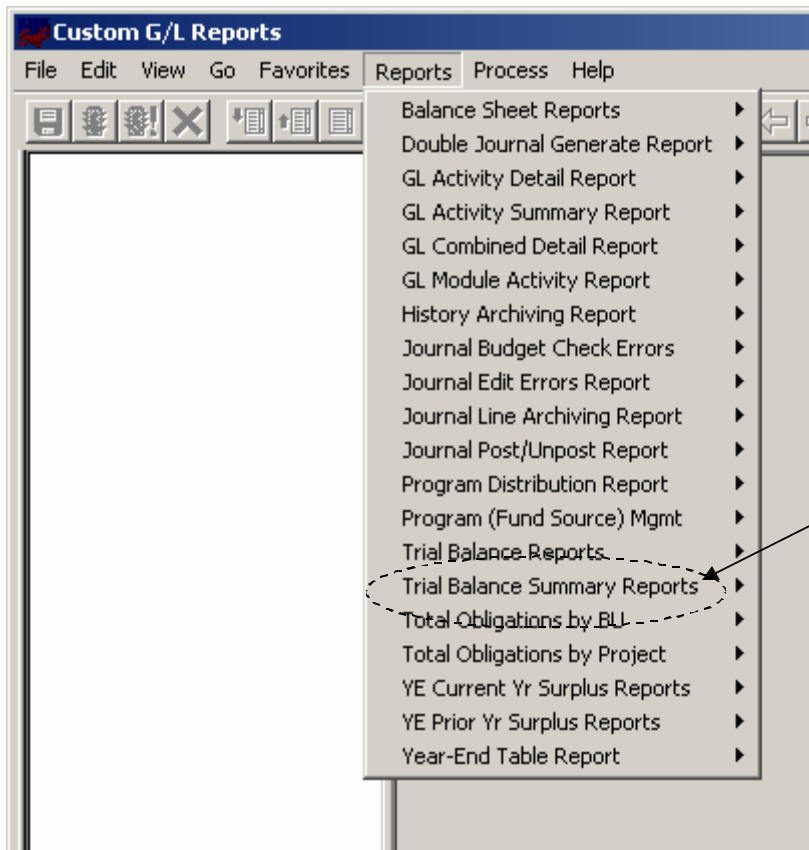 Custom G/L Reports
File Edit View Go Favorites Reports Process Help
Balance Sheet Reports
Double Journal Generate Report
GL Activity Detail Report
GL Activity Summary Report
GL Combined Detail Report
GL Module Activity Report
History Archiving Report
Journal Budget Check Errors
Journal Edit Errors Report
Journal Line Archiving Report
Journal Post/Unpost Report
Program Distribution Report
Program (Fund Source) Mgmt
Trial Balance Reports
Trial Balance Summary Reports
Total Obligations by BU
Total Obligations by Project
YE Current Yr Surplus Reports
YE Prior Yr Surplus Reports
Year-End Table Report